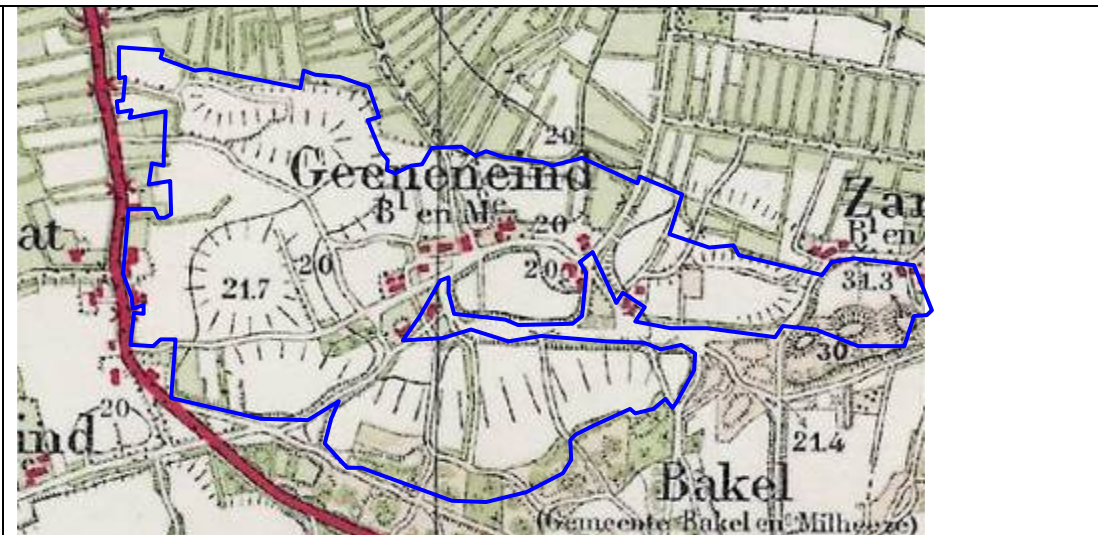 20
Geeneneind
Bl en Me
20
Zan
Bl en
at
20
20
21.7
31.3
30
20
ind
21.4
Bakel
(Gemeente Bakel en Milheeze)